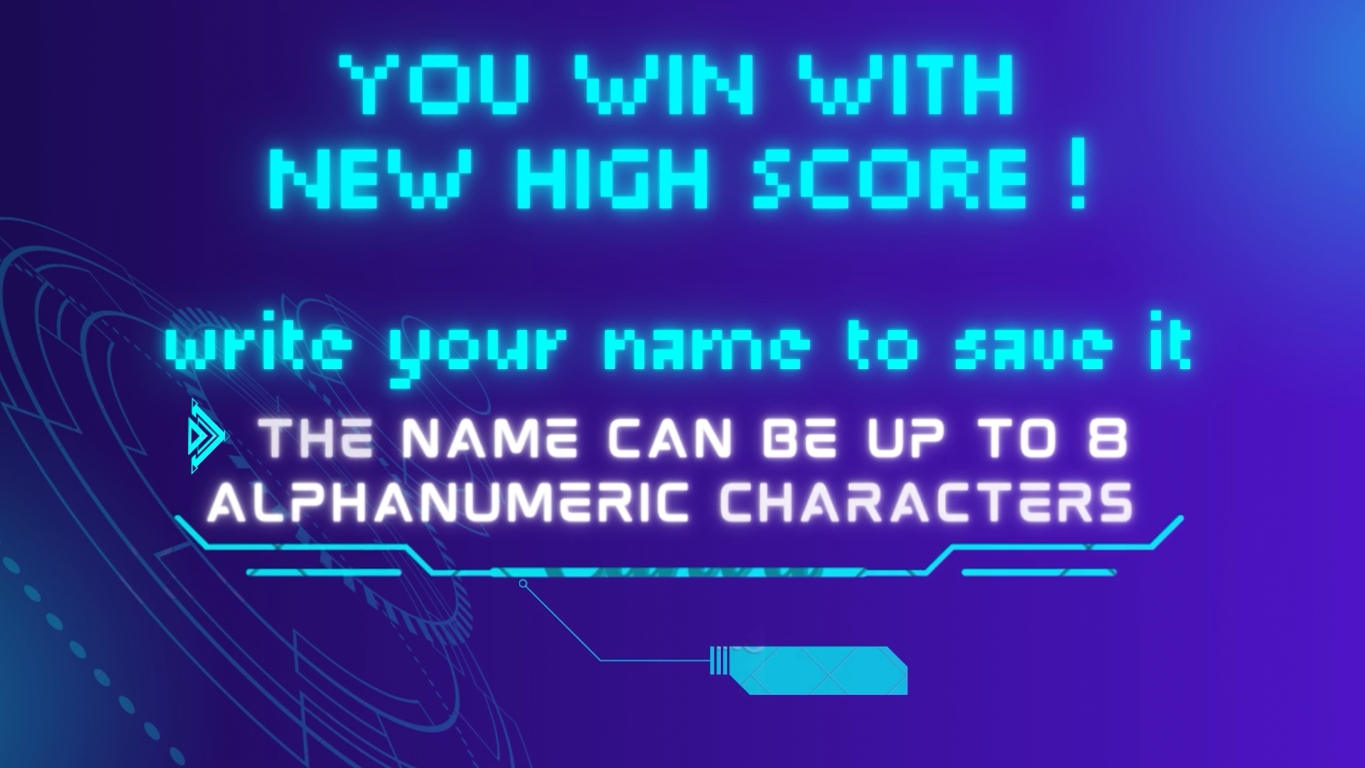 YOU WIN WITH
NEW HIGH SCORE !
write your name to save it
THE NAME CAN BE UP TO 8
ALPHANUMERIC CHARACTERS